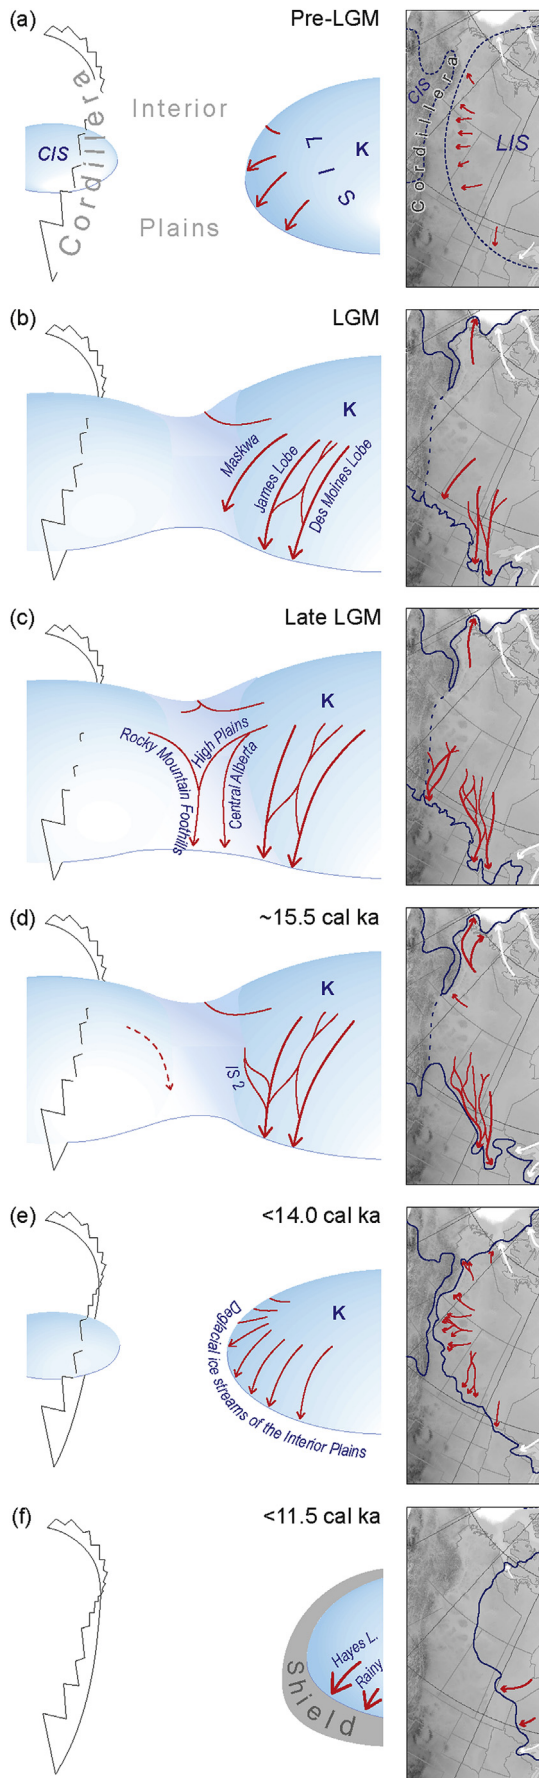 (a)
Pre-LGM
Cordillera
Interior
Plains
CIS
LIS
K
CIS
Cordillera
LIS
(b)
LGM
K
Maskwa
James Lobe
Des Moines Lobe
(c)
Late LGM
K
Rocky Mountain Foothills
High Plains
Central Alberta
(d)
~15.5 cal ka
K
IS 2
(e)
<14.0 cal ka
K
Deglacial ice streams of the Interior Plains
(f)
<11.5 cal ka
Hayes L.
Rainy
Shield